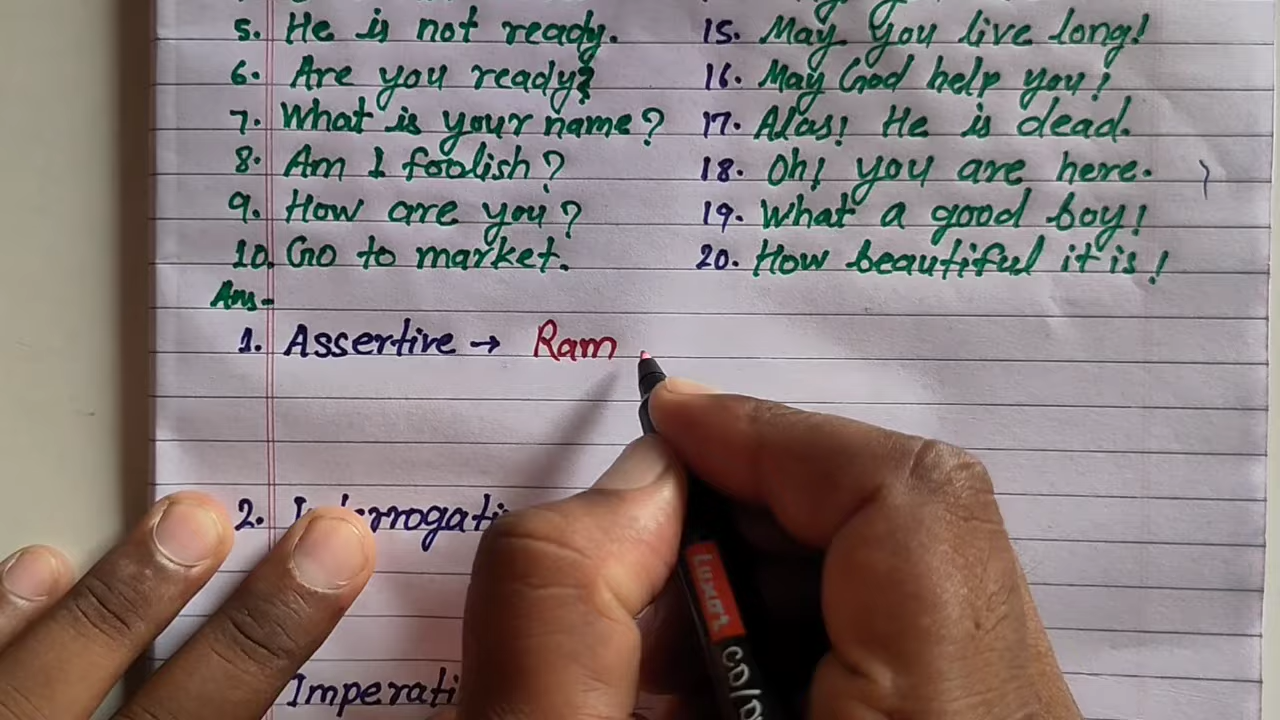 5. He is not ready.
6. Are you ready?
7. What is your name?
8. Am I foolish?
9. How are you?
10. Go to market.
15. May you live long!
16. May God help you!
17. Alas! He is dead.
18. Oh! you are here.
19. What a good boy!
20. How beautiful it is!
Ans-
1. Assertive → Ram
2.
LUXOR